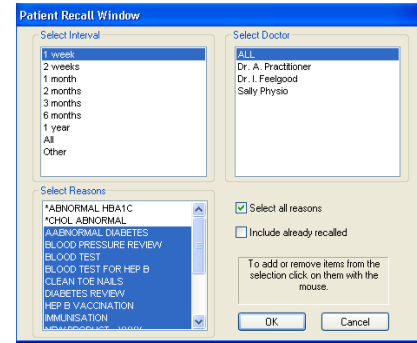 Patient Recall Window
Select Interval
1 week
2 weeks
1 month
2 months
3 months
6 months
1 year
All
Other
Select Doctor
ALL
Dr. A. Practitioner
Dr. I. Feelgood
Sally Physio
Select Reasons
*ABNORMAL HBA1C
*CHOL ABNORMAL
AABNORMAL DIABETES
BLOOD PRESSURE REVIEW
BLOOD TEST
BLOOD TEST FOR HEP B
CLEAN TOE NAILS
DIABETES REVIEW
HEP B VACCINATION
IMMUNISATION
Select all reasons
Include already recalled
To add or remove items from the
selection click on them with the
mouse.
OK
Cancel